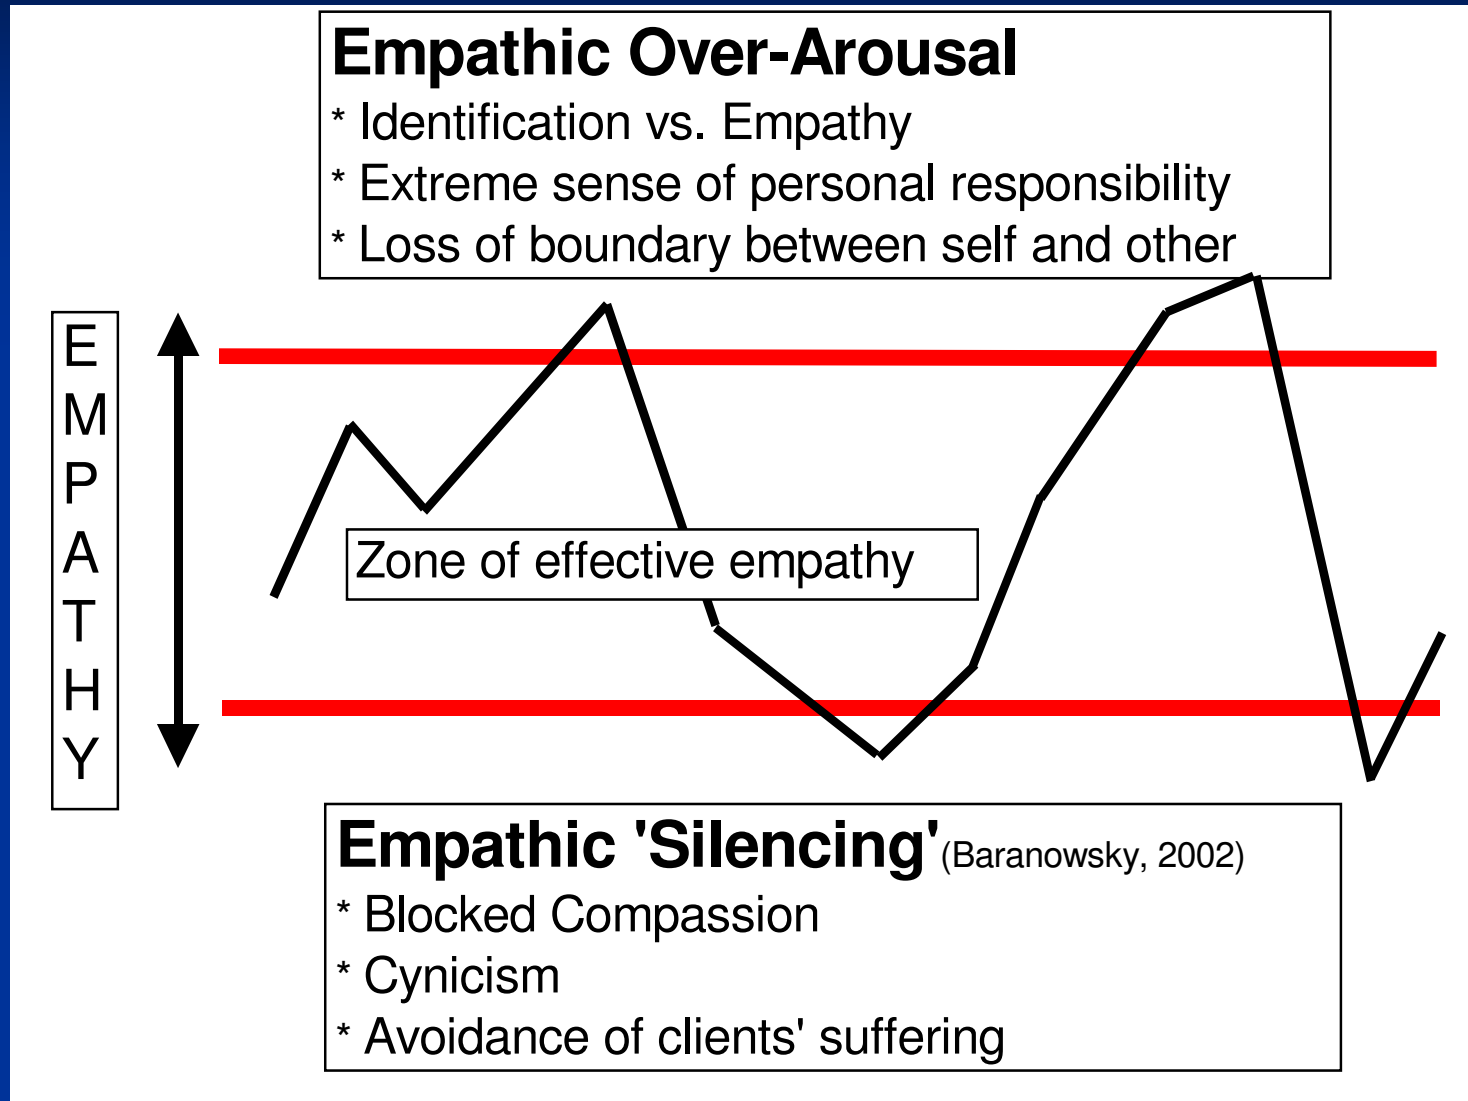 Empathic Over-Arousal
* Identification vs. Empathy
* Extreme sense of personal responsibility
* Loss of boundary between self and other
E
M
P
A
T
H
Y
Zone of effective empathy
Empathic 'Silencing'(Baranowsky, 2002)
* Blocked Compassion
* Cynicism
* Avoidance of clients' suffering